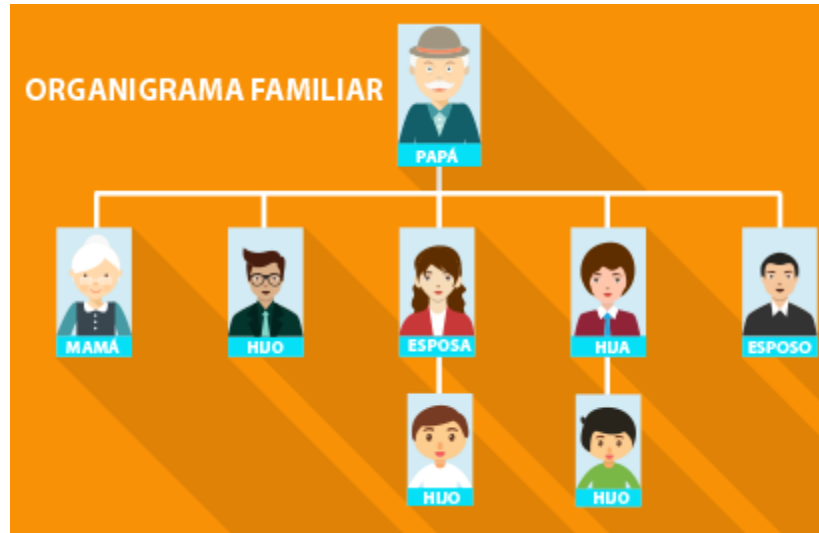 ORGANIGRAMA FAMILIAR
PAPÁ
MAMÁ
HIJO
ESPOSA
HIJA
ESPOSO
HIJO
HIJO